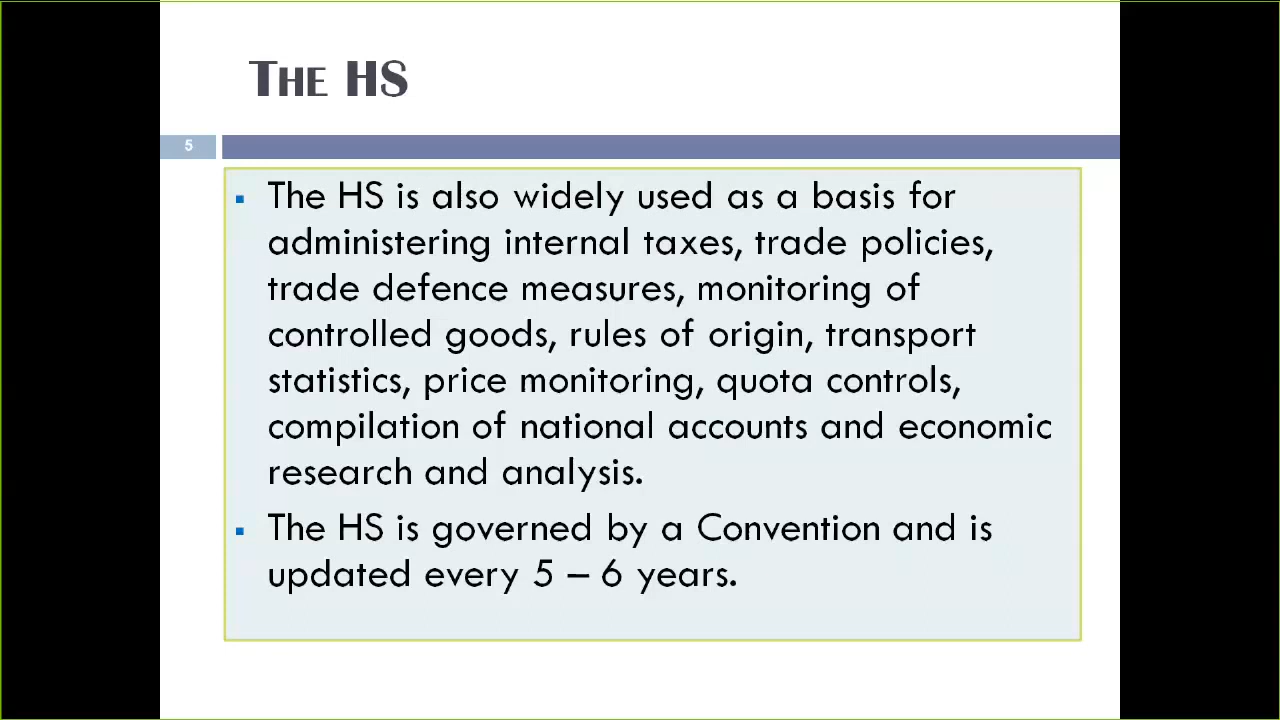 THE HS
5
The HS is also widely used as a basis for
administering internal taxes, trade policies,
trade defence measures, monitoring of
controlled goods, rules of origin, transport
statistics, price monitoring, quota controls,
compilation of national accounts and economic
research and analysis.
The HS is governed by a Convention and is
updated every 5 – 6 years.